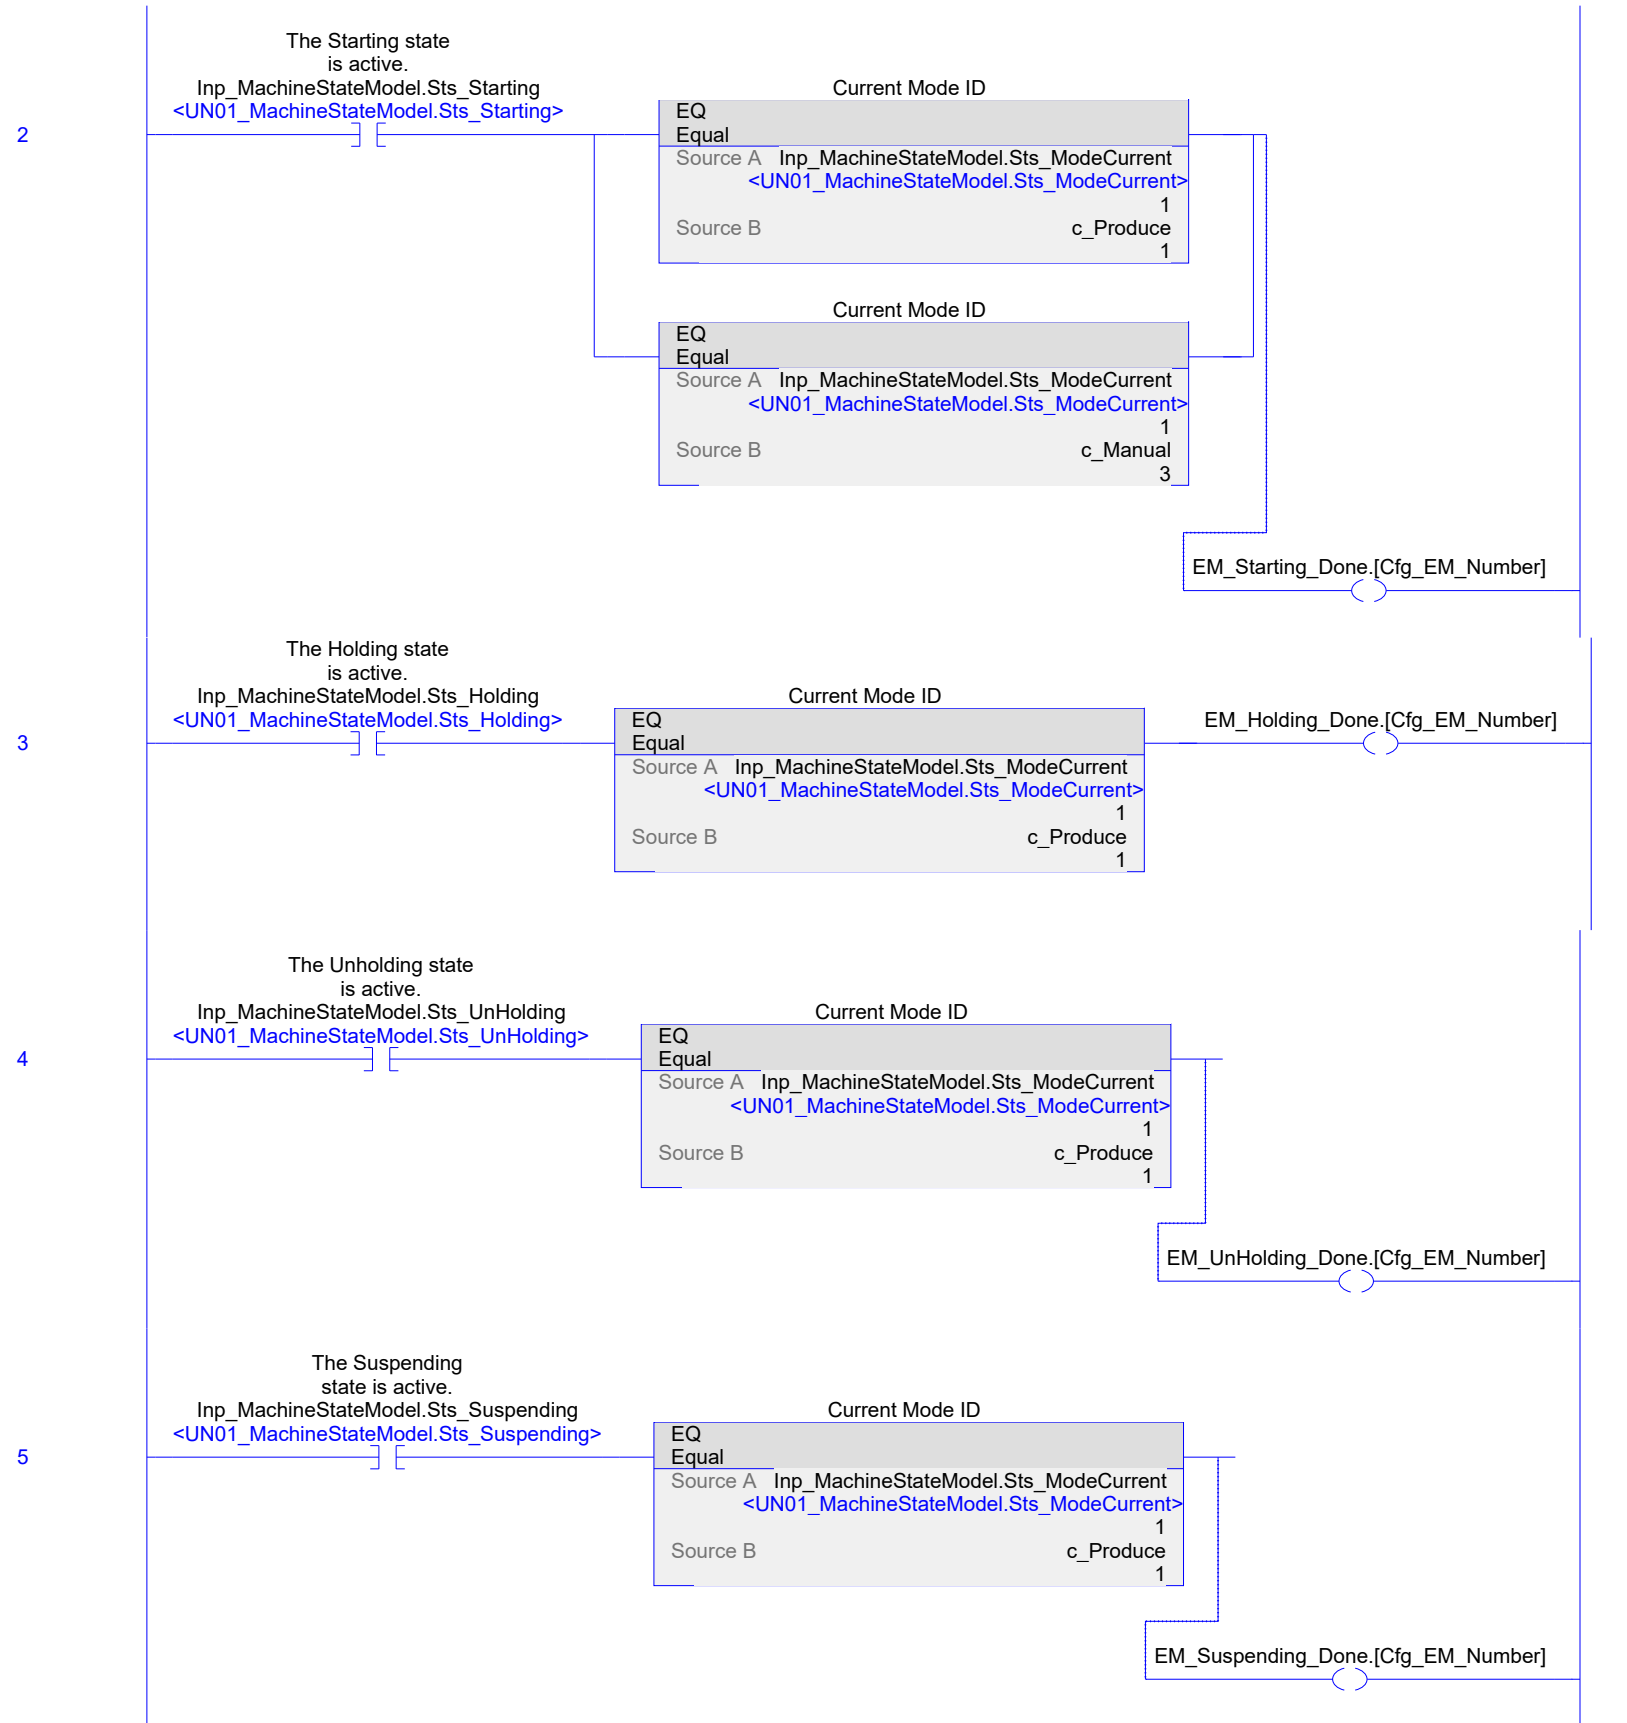 The Starting state
is active.
Inp_MachineStateModel.Sts_Starting
<UN01_MachineStateModel.Sts_Starting>
2
Current Mode ID
EQ
Equal
Source A Inp_MachineStateModel.Sts_ModeCurrent
<UN01_MachineStateModel.Sts_ModeCurrent>
1
Source B c_Produce
1
Current Mode ID
EQ
Equal
Source A Inp_MachineStateModel.Sts_ModeCurrent
<UN01_MachineStateModel.Sts_ModeCurrent>
1
Source B c_Manual
3
EM_Starting_Done.[Cfg_EM_Number]
The Holding state
is active.
Inp_MachineStateModel.Sts_Holding
<UN01_MachineStateModel.Sts_Holding>
3
Current Mode ID
EQ
Equal
Source A Inp_MachineStateModel.Sts_ModeCurrent
<UN01_MachineStateModel.Sts_ModeCurrent>
1
Source B c_Produce
1
EM_Holding_Done.[Cfg_EM_Number]
The Unholding state
is active.
Inp_MachineStateModel.Sts_UnHolding
<UN01_MachineStateModel.Sts_UnHolding>
4
Current Mode ID
EQ
Equal
Source A Inp_MachineStateModel.Sts_ModeCurrent
<UN01_MachineStateModel.Sts_ModeCurrent>
1
Source B c_Produce
1
EM_UnHolding_Done.[Cfg_EM_Number]
The Suspending
state is active.
Inp_MachineStateModel.Sts_Suspending
<UN01_MachineStateModel.Sts_Suspending>
5
Current Mode ID
EQ
Equal
Source A Inp_MachineStateModel.Sts_ModeCurrent
<UN01_MachineStateModel.Sts_ModeCurrent>
1
Source B c_Produce
1
EM_Suspending_Done.[Cfg_EM_Number]